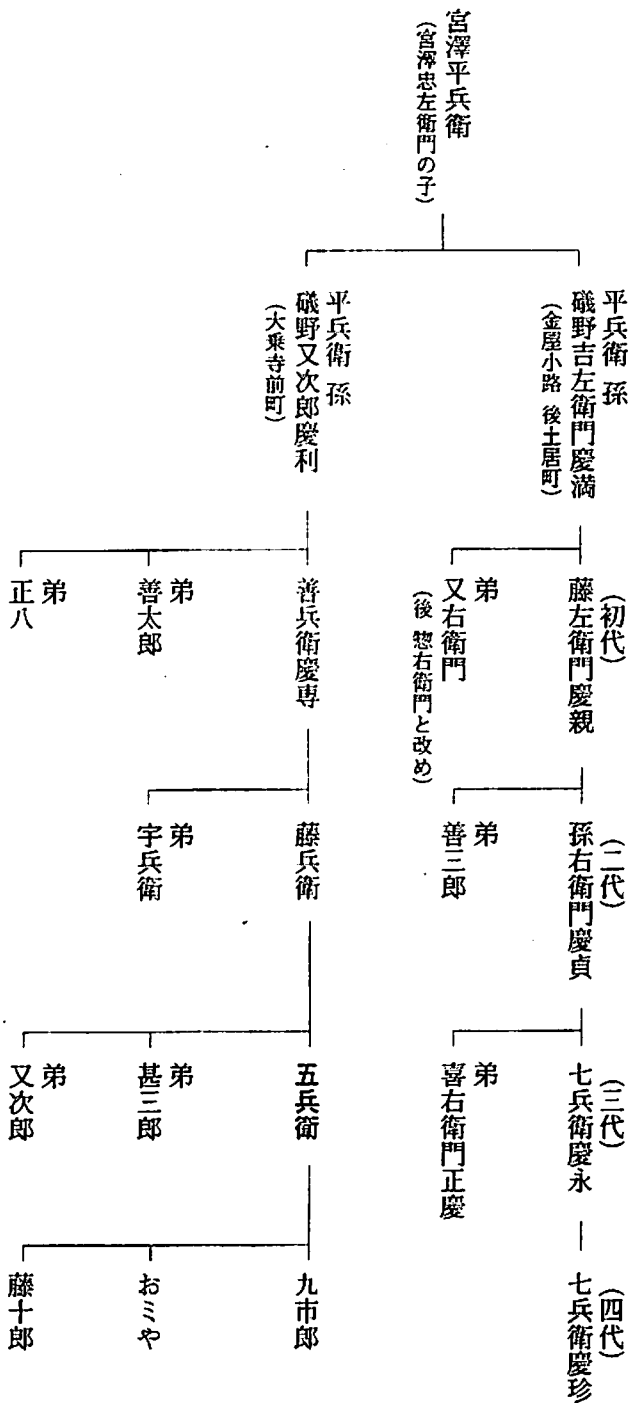 宮澤平兵衛
(宮澤忠左衛門の子)
平兵衛 孫
礒野吉左衛門慶満
(金屋小路 後土居町)
(初代)
藤左衛門慶親
弟
又右衛門
(後 惣右衛門と改め)
(二代)
孫右衛門慶貞
弟
善三郎
(三代)
七兵衛慶永
弟
喜右衛門正慶
(四代)
七兵衛慶珍
平兵衛 孫
礒野又次郎慶利
(大乗寺前町)
善兵衛慶専
弟
善太郎
弟
正八
藤兵衛
弟
宇兵衛
五兵衛
弟
甚三郎
弟
又次郎
九市郎
おミや
藤十郎